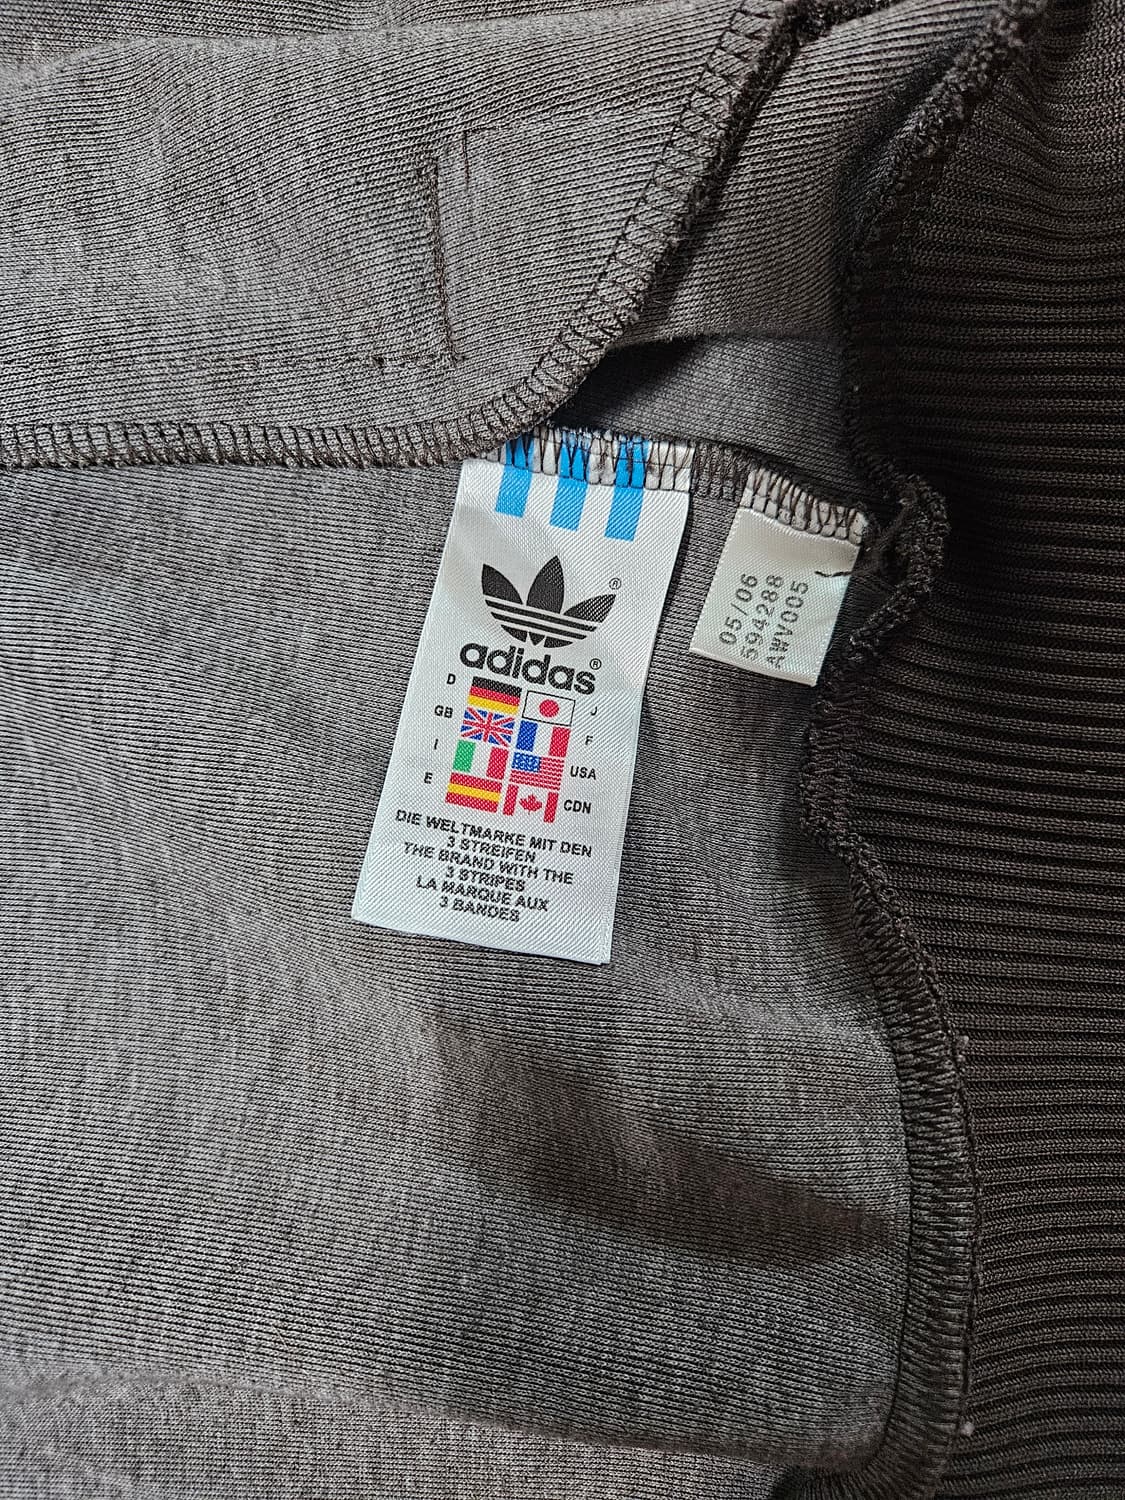 ®
adidas®
D
J
GB
F
I
USA
E
CDN
DIE WELTMARKE MIT DEN
3 STREIFEN
THE BRAND WITH THE
3 STRIPES
LA MARQUE AUX
3 BANDES
05/06
594288
AWV005